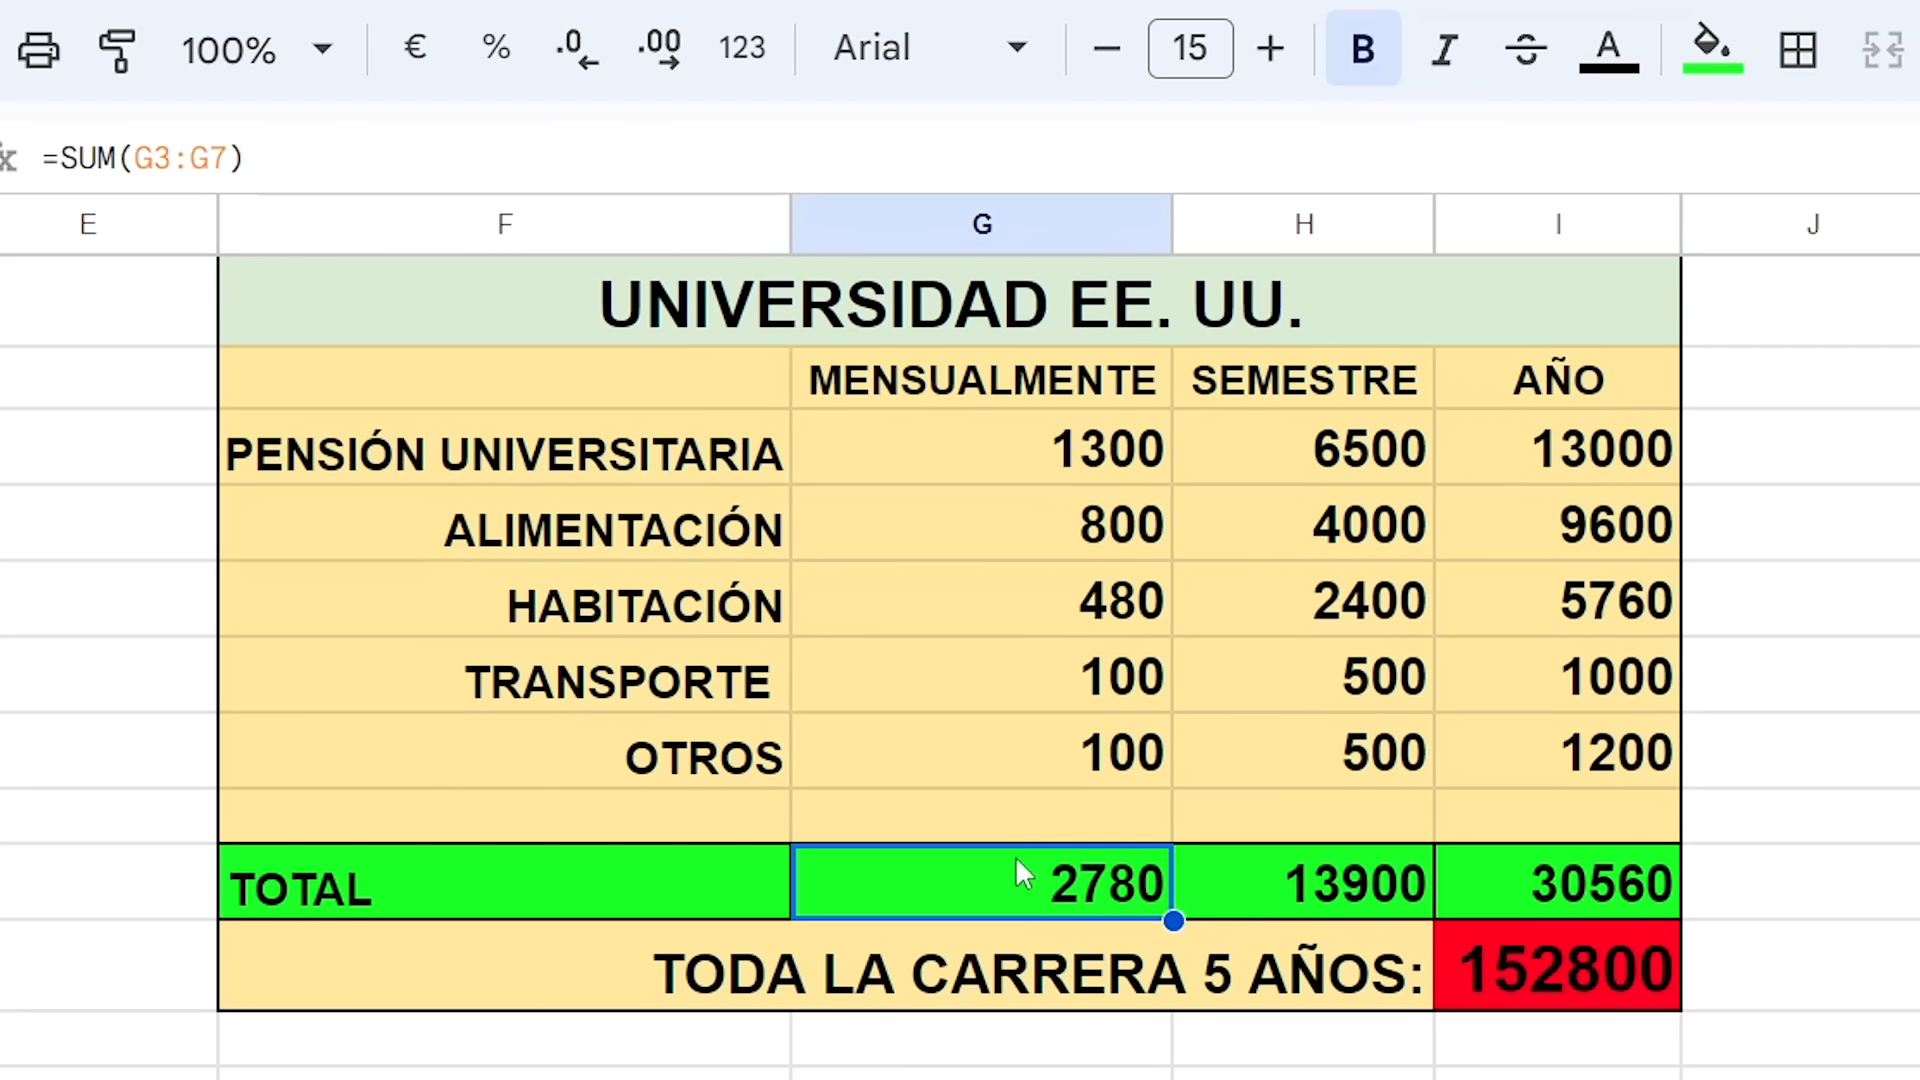 100% € % .0 .00 123 Arial 15 B I S A
=SUM(G3:G7)
E F G H I J
UNIVERSIDAD EE. UU.
MENSUALMENTE SEMESTRE AÑO
PENSIÓN UNIVERSITARIA 1300 6500 13000
ALIMENTACIÓN 800 4000 9600
HABITACIÓN 480 2400 5760
TRANSPORTE 100 500 1000
OTROS 100 500 1200
TOTAL 2780 13900 30560
TODA LA CARRERA 5 AÑOS: 152800